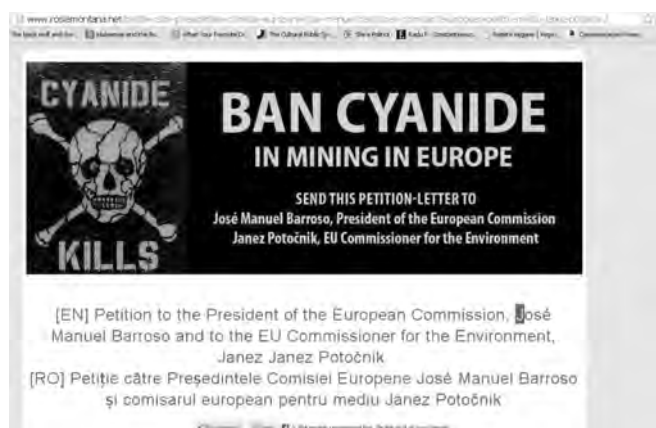 www.rosiamontana.net
CYANIDE
KILLS
BAN CYANIDE
IN MINING IN EUROPE
SEND THIS PETITION-LETTER TO
José Manuel Barroso, President of the European Commission
Janez Potočnik, EU Commissioner for the Environment
[EN] Petition to the President of the European Commission, José
Manuel Barroso and to the EU Commissioner for the Environment,
Janez Janez Potočnik
[RO] Petiție către Președintele Comisiei Europene José Manuel Barroso
și comisarul european pentru mediu Janez Potočnik